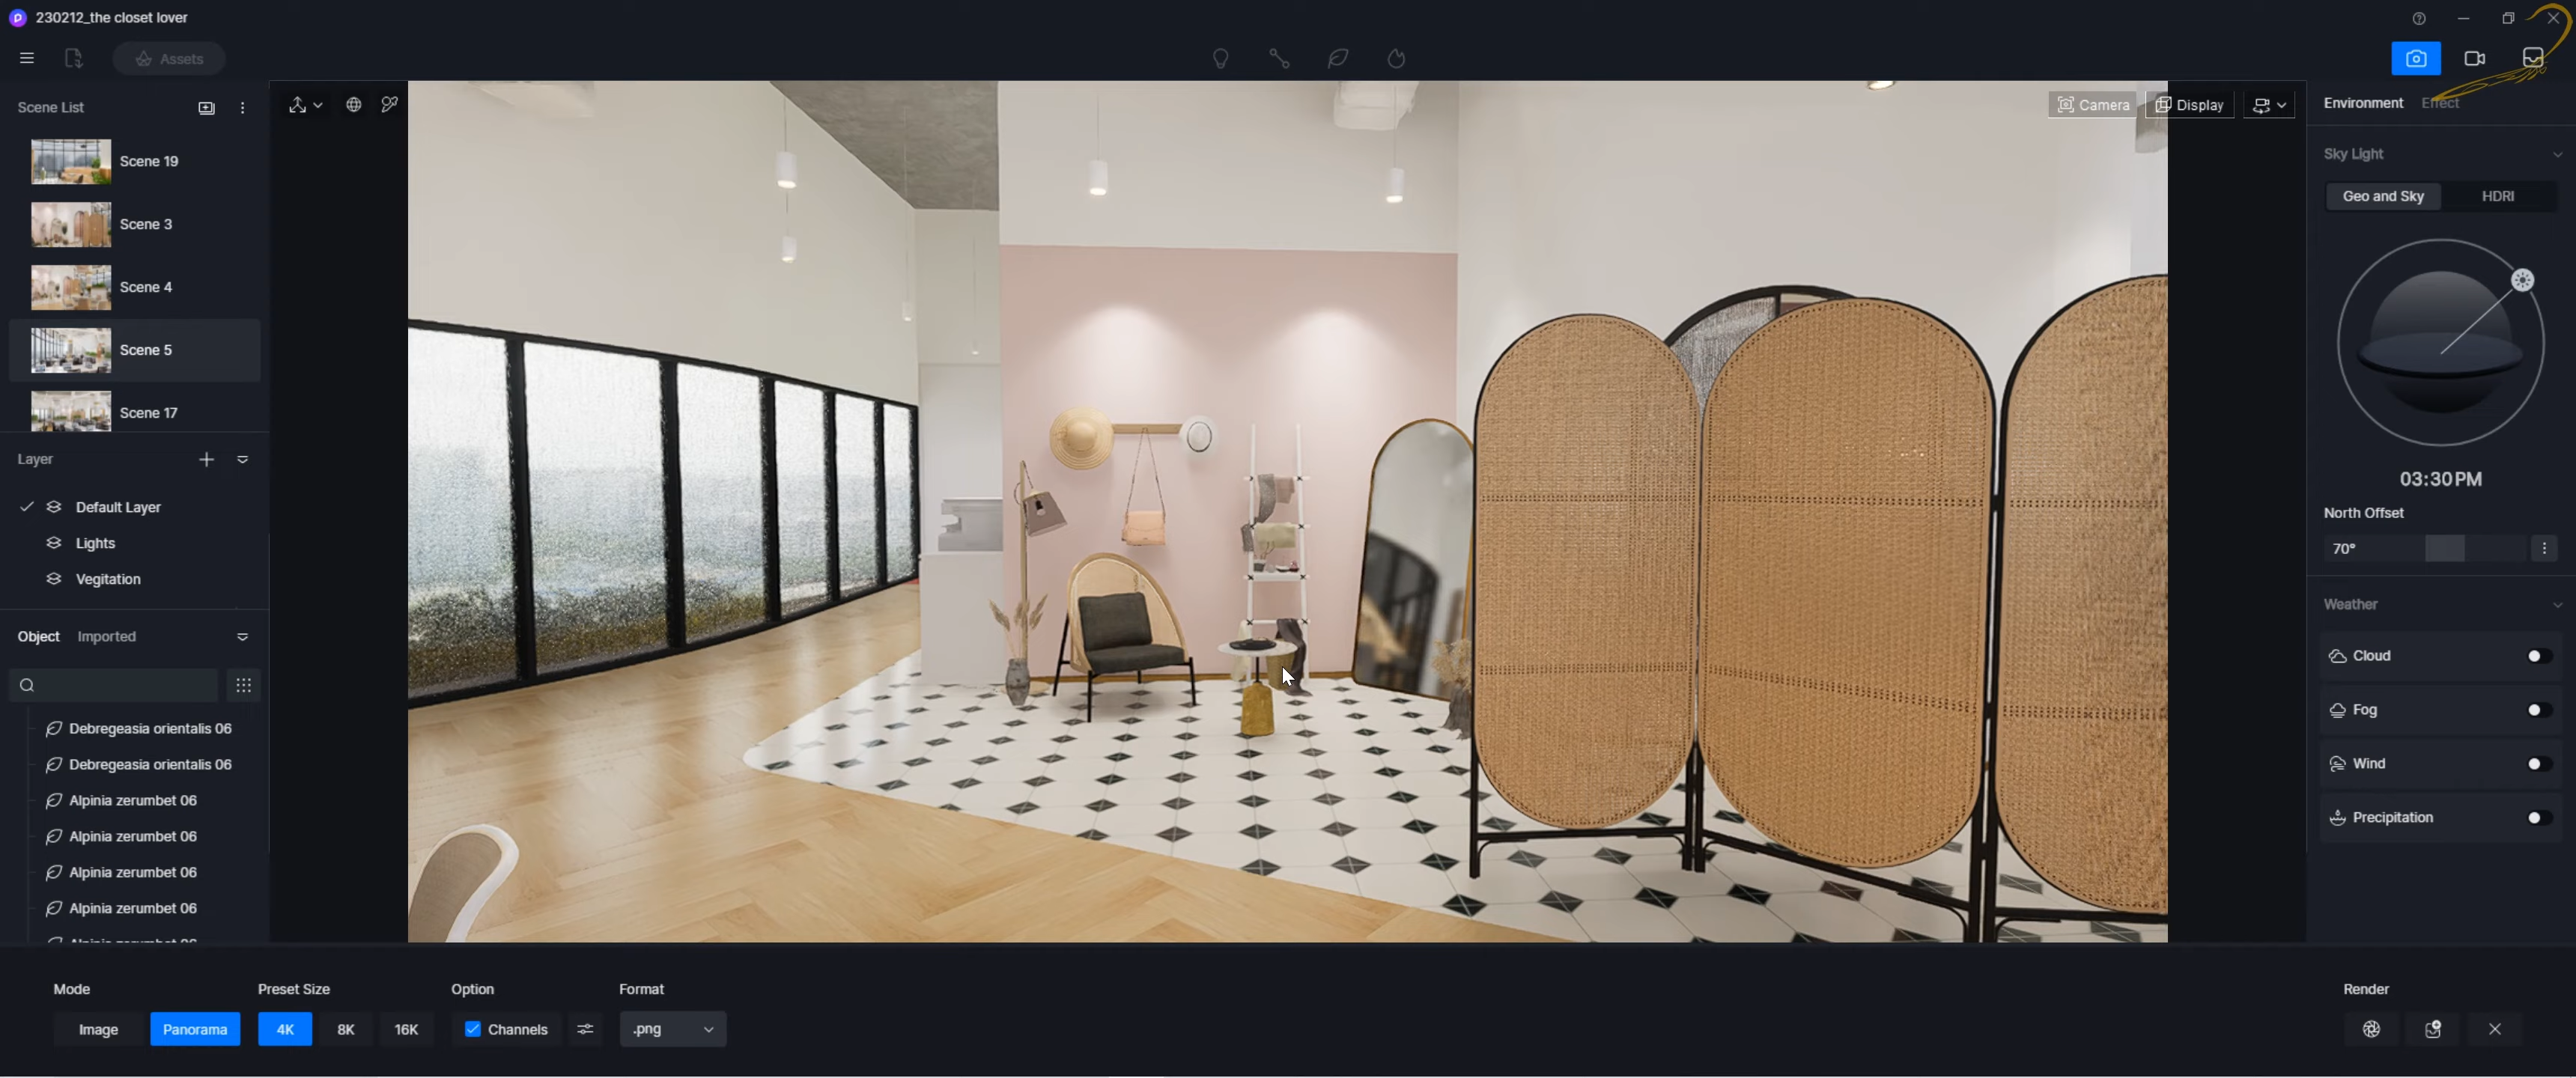 230212_the closet lover
Assets
Scene List
Scene 19
Scene 3
Scene 4
Scene 5
Scene 17
Layer
Default Layer
Lights
Vegitation
Object Imported
Debregeasia orientalis 06
Debregeasia orientalis 06
Alpinia zerumbet 06
Alpinia zerumbet 06
Alpinia zerumbet 06
Alpinia zerumbet 06
Alpinia zerumbet 06
Camera Display
Environment Effect
Sky Light
Geo and Sky HDRI
03:30PM
North Offset
70°
Weather
Cloud
Fog
Wind
Precipitation
Mode Preset Size Option Format
Image Panorama 4K 8K 16K Channels .png
Render